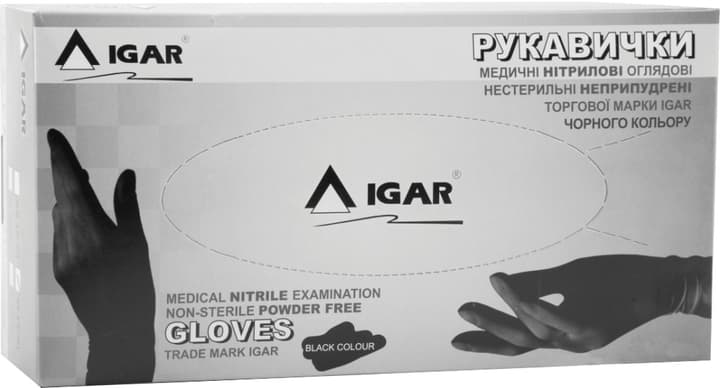 IGAR®
РУКАВИЧКИ
МЕДИЧНІ НІТРИЛОВІ ОГЛЯДОВІ
НЕСТЕРИЛЬНІ НЕПРИПУДРЕНІ
ТОРГОВОЇ МАРКИ IGAR
ЧОРНОГО КОЛЬОРУ
IGAR
IGAR®
MEDICAL NITRILE EXAMINATION
NON-STERILE POWDER FREE
GLOVES
TRADE MARK IGAR
BLACK COLOUR